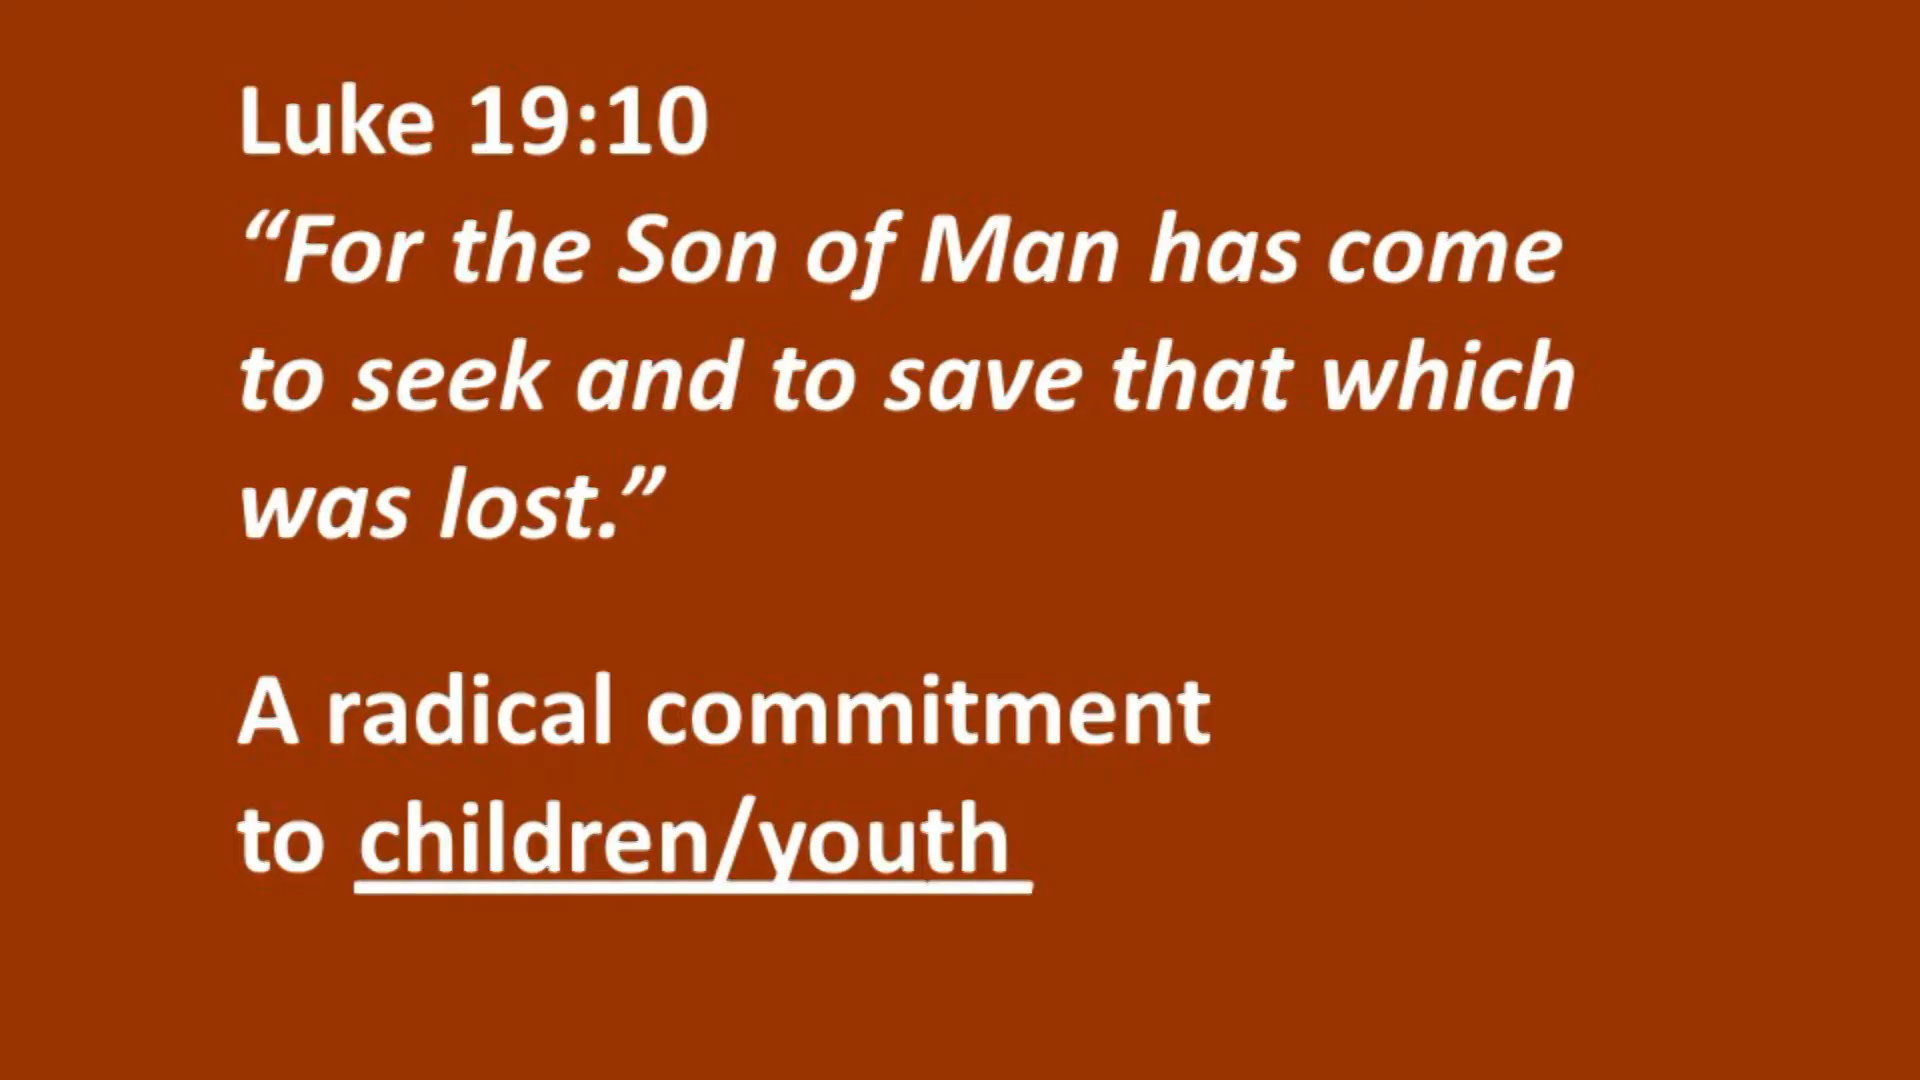 Luke 19:10
“For the Son of Man has come
to seek and to save that which
was lost.”
A radical commitment
to children/youth